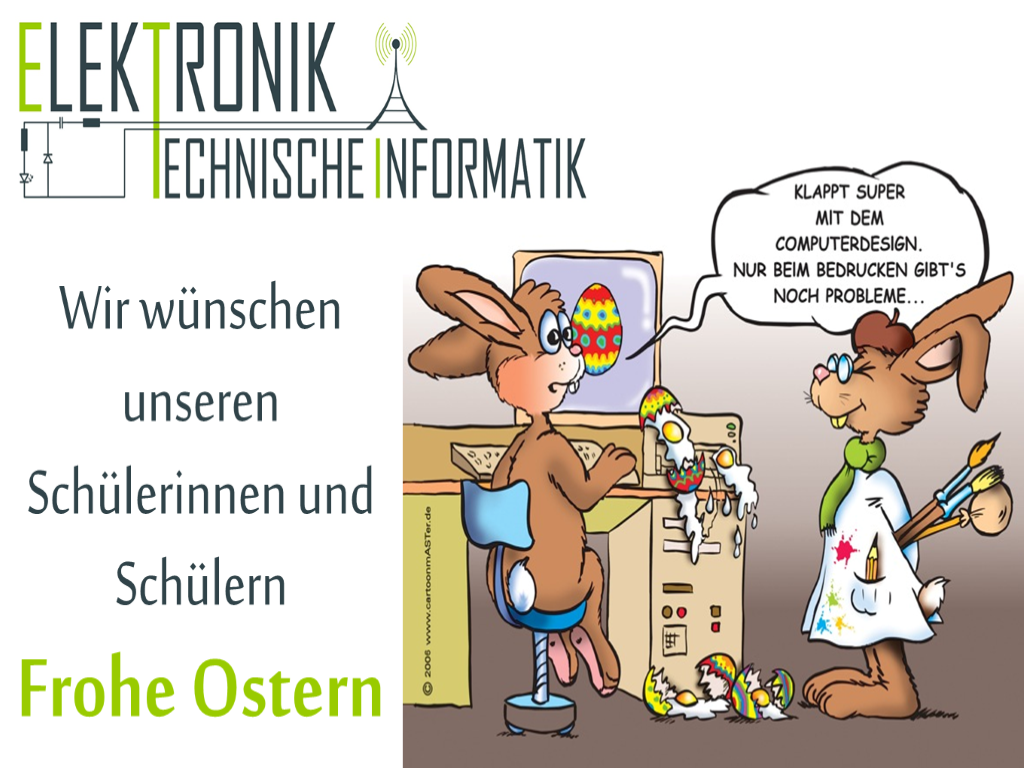 ELEKTRONIK
TECHNISCHE INFORMATIK
Wir wünschen
unseren
Schülerinnen und
Schülern
Frohe Ostern
KLAPPT SUPER
MIT DEM
COMPUTERDESIGN.
NUR BEIM BEDRUCKEN GIBT'S
NOCH PROBLEME...
© 2006 www.cartoonmASTer.de